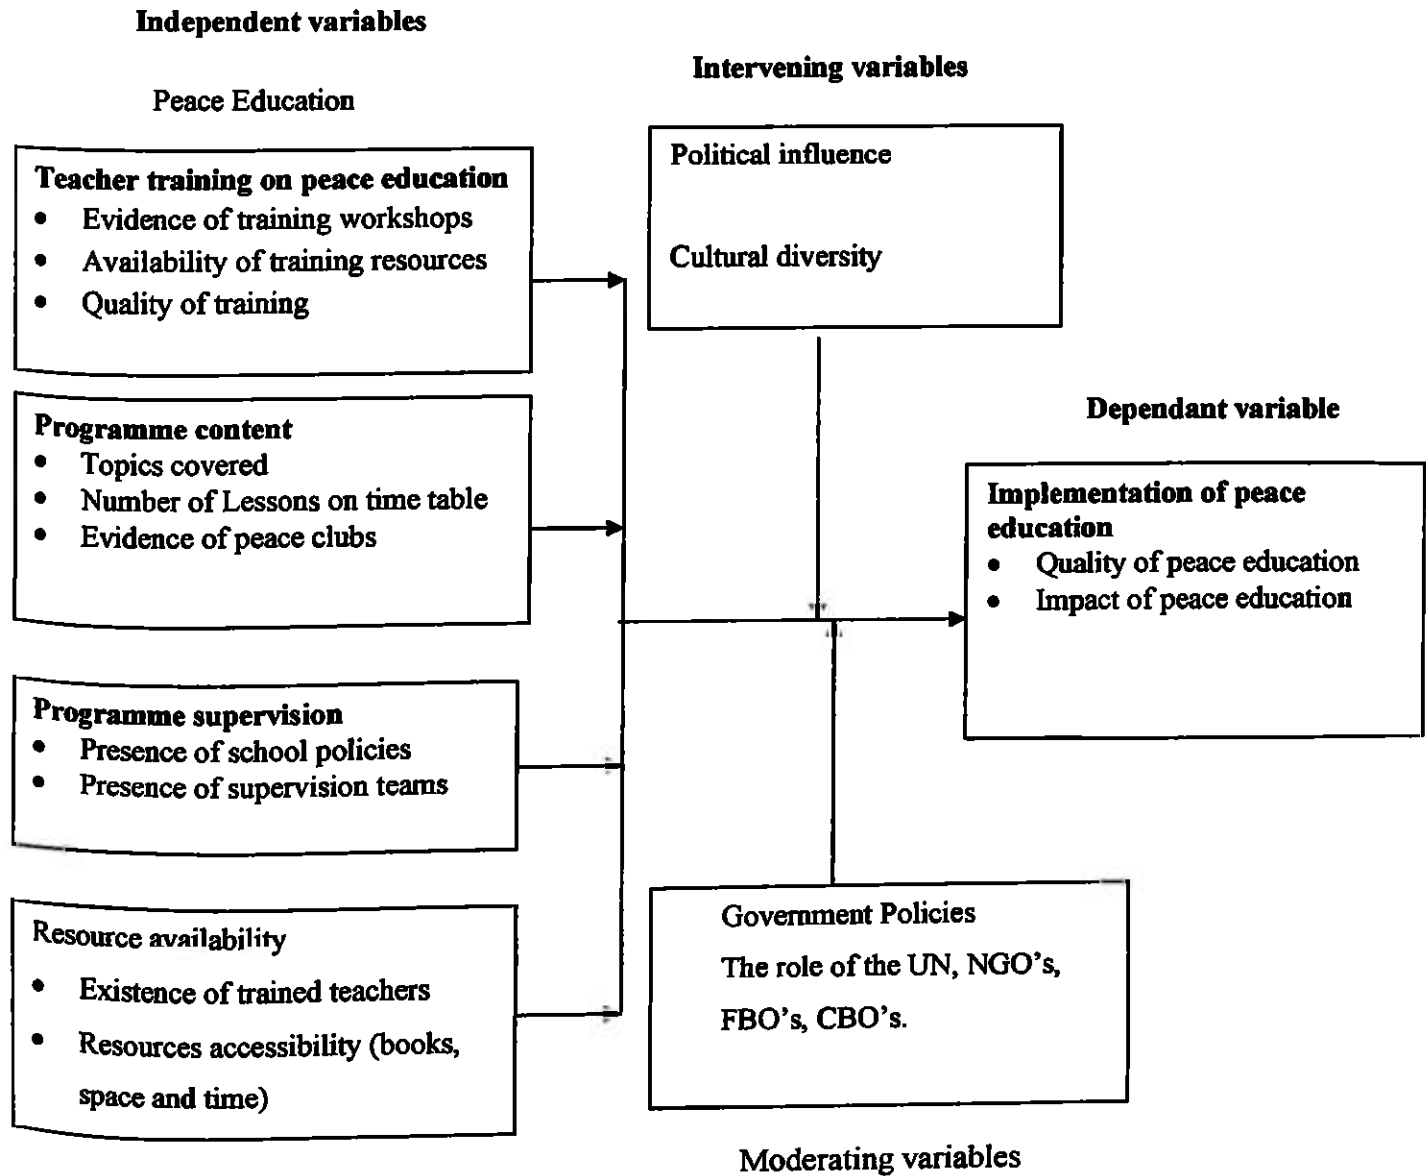 Independent variables
Peace Education
Teacher training on peace education
• Evidence of training workshops
• Availability of training resources
• Quality of training
Programme content
• Topics covered
• Number of Lessons on time table
• Evidence of peace clubs
Programme supervision
• Presence of school policies
• Presence of supervision teams
Resource availability
• Existence of trained teachers
• Resources accessibility (books,
space and time)
Intervening variables
Political influence
Cultural diversity
Government Policies
The role of the UN, NGO's,
FBO's, CBO's.
Moderating variables
Dependant variable
Implementation of peace
education
• Quality of peace education
• Impact of peace education